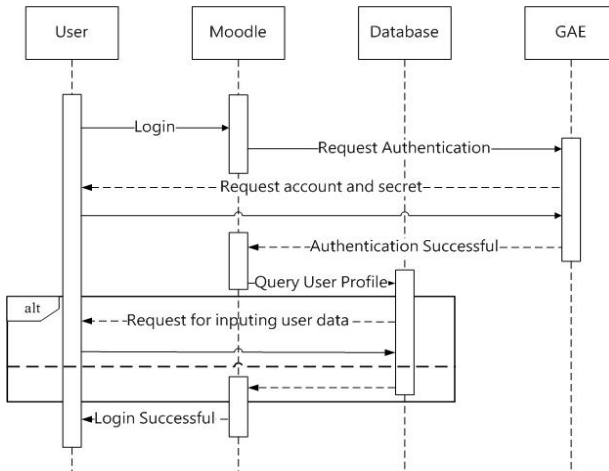 User
Moodle
Database
GAE
Login
Request Authentication
Request account and secret
Authentication Successful
Query User Profile
alt
Request for inputing user data
Login Successful